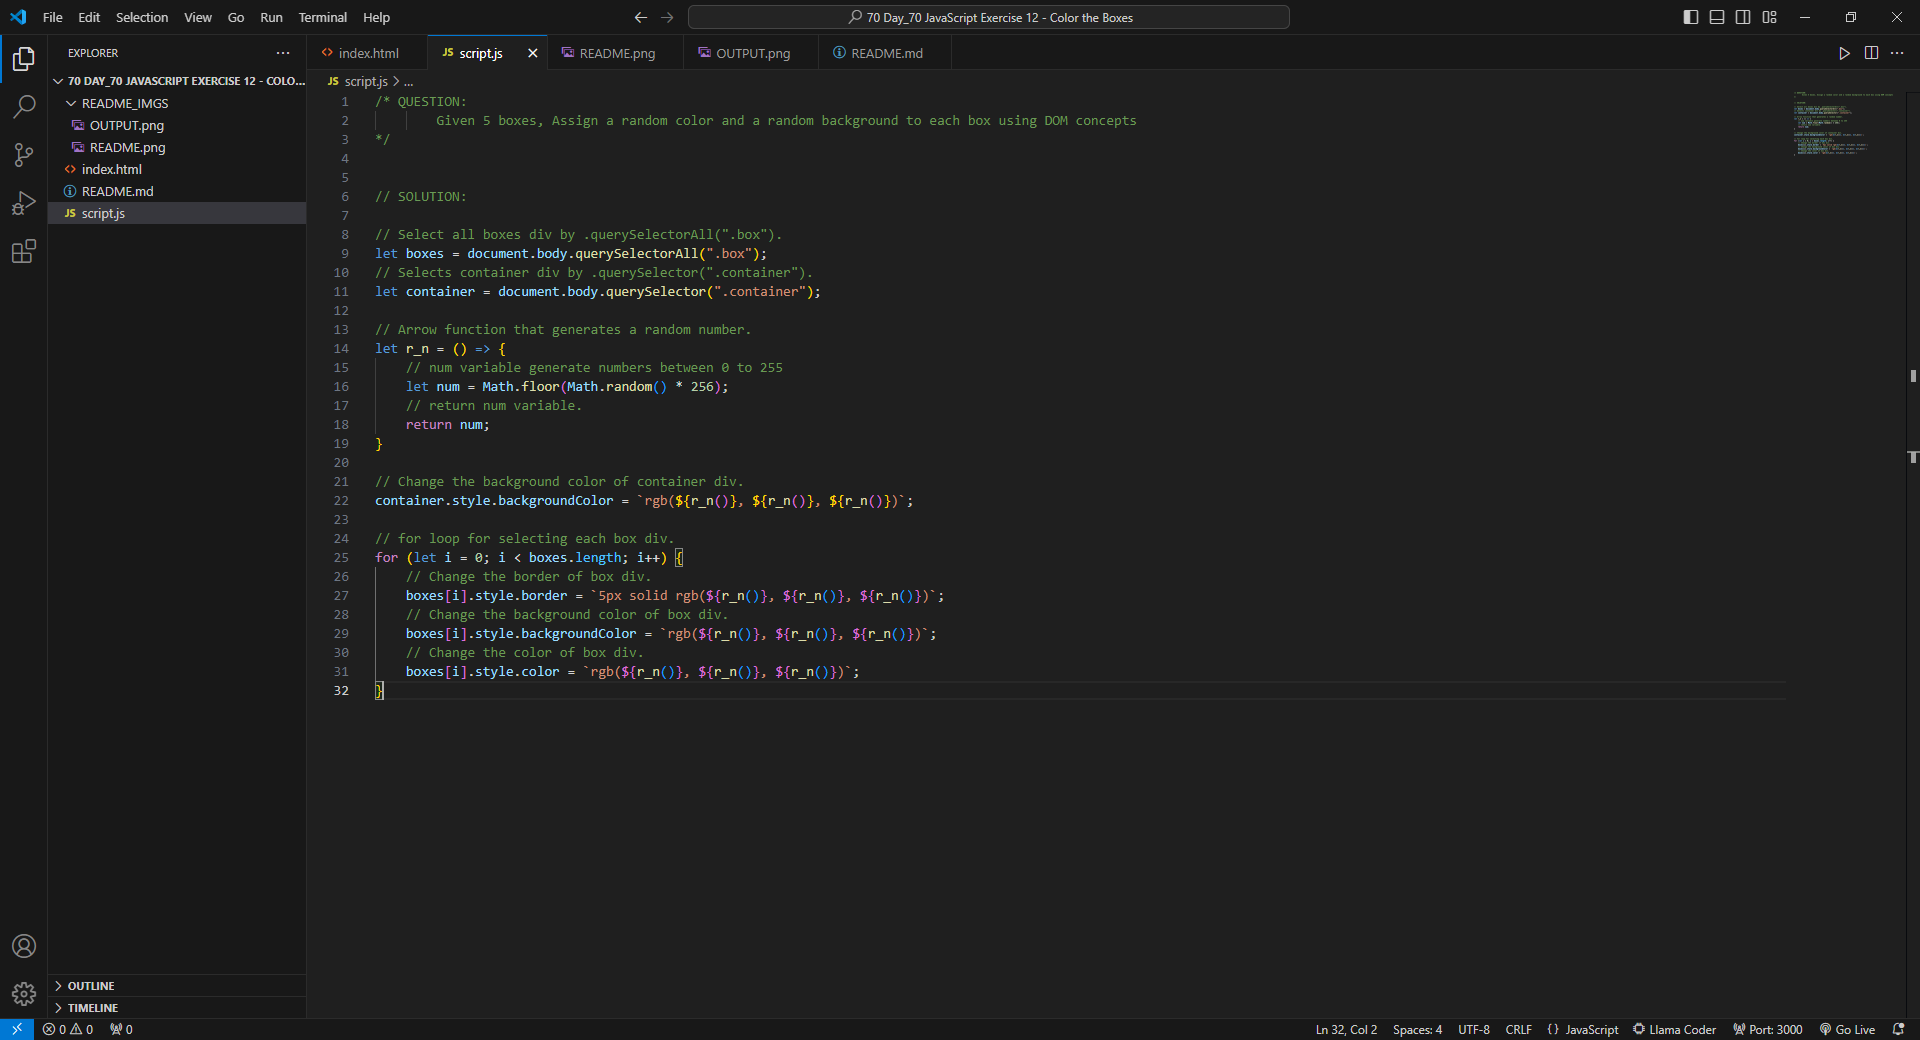 File Edit Selection View Go Run Terminal Help
70 Day_70 JavaScript Exercise 12 - Color the Boxes
EXPLORER
70 DAY_70 JAVASCRIPT EXERCISE 12 - COLO...
README_IMGS
OUTPUT.png
README.png
index.html
README.md
JS script.js
index.html
JS script.js
README.png
OUTPUT.png
README.md
JS script.js > ...
1 /* QUESTION:
2 Given 5 boxes, Assign a random color and a random background to each box using DOM concepts
3 */
4
5
6 // SOLUTION:
7
8 // Select all boxes div by .querySelectorAll(".box").
9 let boxes = document.body.querySelectorAll(".box");
10 // Selects container div by .querySelector(".container").
11 let container = document.body.querySelector(".container");
12
13 // Arrow function that generates a random number.
14 let r_n = () => {
15 // num variable generate numbers between 0 to 255
16 let num = Math.floor(Math.random() * 256);
17 // return num variable.
18 return num;
19 }
20
21 // Change the background color of container div.
22 container.style.backgroundColor = `rgb(${r_n()}, ${r_n()}, ${r_n()})`;
23
24 // for loop for selecting each box div.
25 for (let i = 0; i < boxes.length; i++) {
26 // Change the border of box div.
27 boxes[i].style.border = `5px solid rgb(${r_n()}, ${r_n()}, ${r_n()})`;
28 // Change the background color of box div.
29 boxes[i].style.backgroundColor = `rgb(${r_n()}, ${r_n()}, ${r_n()})`;
30 // Change the color of box div.
31 boxes[i].style.color = `rgb(${r_n()}, ${r_n()}, ${r_n()})`;
32 }
OUTLINE
TIMELINE
0 0 0
Ln 32, Col 2 Spaces: 4 UTF-8 CRLF {} JavaScript Llama Coder Port: 3000 Go Live